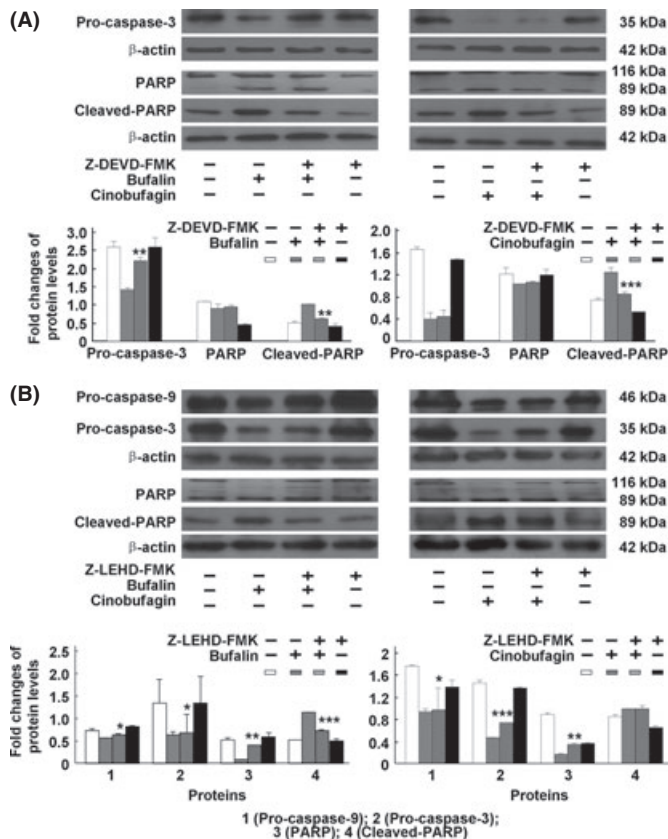 (A)
Pro-caspase-3 35 kDa
β-actin 42 kDa
PARP 116 kDa
89 kDa
Cleaved-PARP 89 kDa
β-actin 42 kDa
Z-DEVD-FMK − − + + − − + +
Bufalin − + + − − − − −
Cinobufagin − − − − − + + −
Z-DEVD-FMK − − + + Z-DEVD-FMK − − + +
Bufalin − + + − Cinobufagin − + + −
Fold changes of
protein levels
3.0
2.5
2.0
1.5
1.0
0.5
0.0
** **
Pro-caspase-3 PARP Cleaved-PARP
2.0
1.6
1.2
0.8
0.4
***
Pro-caspase-3 PARP Cleaved-PARP
(B)
Pro-caspase-9 46 kDa
Pro-caspase-3 35 kDa
β-actin 42 kDa
PARP 116 kDa
89 kDa
Cleaved-PARP 89 kDa
β-actin 42 kDa
Z-LEHD-FMK − − + + − − + +
Bufalin − + + − − − − −
Cinobufagin − − − − − + + −
Z-LEHD-FMK − − + + Z-LEHD-FMK − − + +
Bufalin − + + − Cinobufagin − + + −
Fold changes of
protein levels
2.5
2.0
1.5
1.0
0.5
0.0
* * ** ***
1 2 3 4
Proteins
2
1.6
1.2
0.8
0.4
0
* *** **
1 2 3 4
Proteins
1 (Pro-caspase-9); 2 (Pro-caspase-3);
3 (PARP); 4 (Cleaved-PARP)